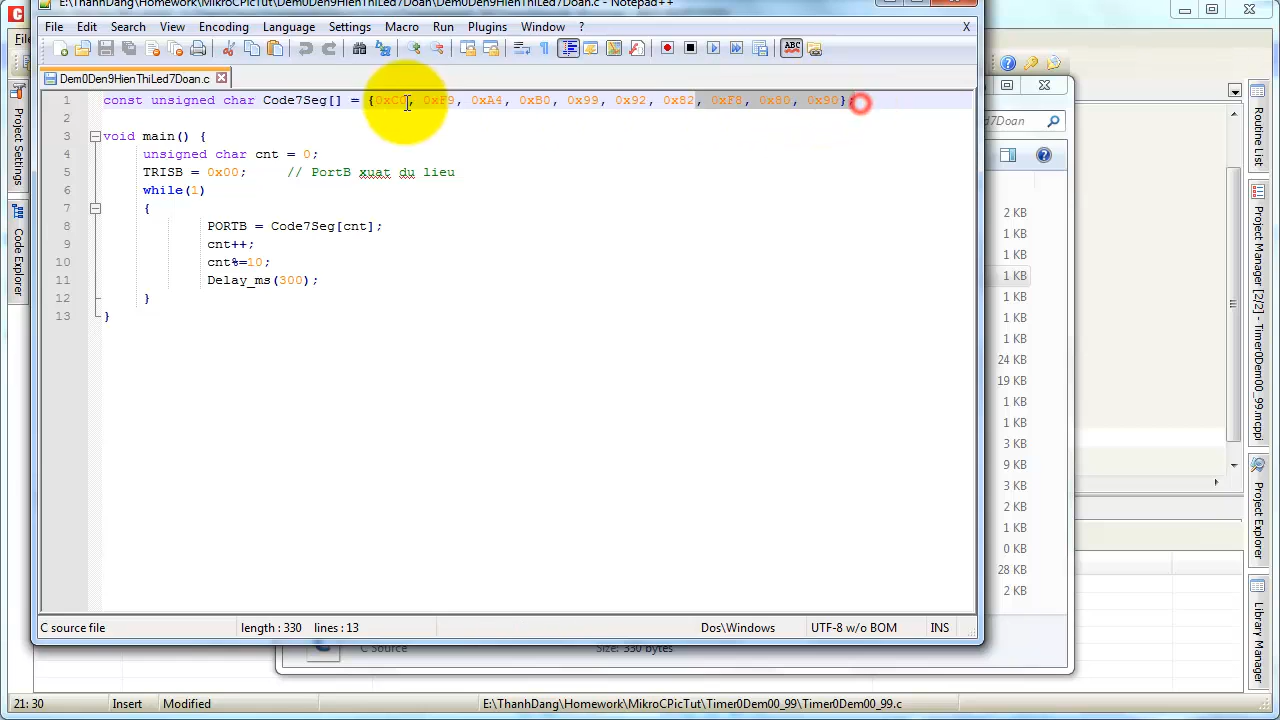 E:\ThanhDang\Homework\MikroCPicTut\Dem0Den9HienThiLed7Doan\Dem0Den9HienThiLed7Doan.c - Notepad++
File Edit Search View Encoding Language Settings Macro Run Plugins Window ? X
Dem0Den9HienThiLed7Doan.c
1 const unsigned char Code7Seg[] = {0xC0, 0xF9, 0xA4, 0xB0, 0x99, 0x92, 0x82, 0xF8, 0x80, 0x90};
2
3 void main() {
4 unsigned char cnt = 0;
5 TRISB = 0x00; // PortB xuat du lieu
6 while(1)
7 {
8 PORTB = Code7Seg[cnt];
9 cnt++;
10 cnt%=10;
11 Delay_ms(300);
12 }
13 }
C source file length : 330 lines : 13 Dos\Windows UTF-8 w/o BOM INS
Project Settings
Code Explorer
d7Doan
2 KB
1 KB
1 KB
1 KB
1 KB
1 KB
1 KB
24 KB
19 KB
1 KB
1 KB
3 KB
9 KB
3 KB
2 KB
1 KB
0 KB
28 KB
2 KB
Routine List
Project Manager [2/2] - Timer0Dem00_99.mcppi
Project Explorer
Library Manager
C Source Size: 330 bytes
21: 30 Insert Modified E:\ThanhDang\Homework\MikroCPicTut\Timer0Dem00_99\Timer0Dem00_99.c